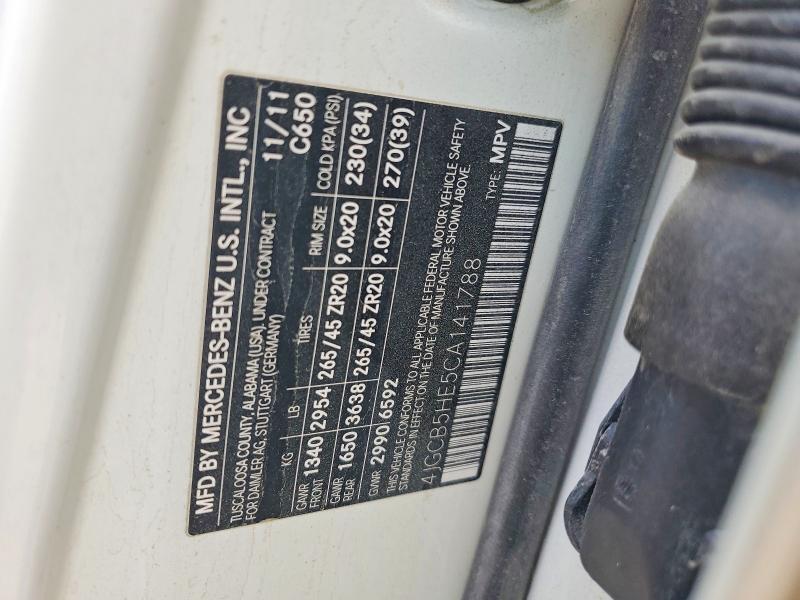 MFD BY MERCEDES-BENZ U.S. INTL., INC
TUSCALOOSA COUNTY, ALABAMA (USA), UNDER CONTRACT 11/11
FOR DAIMLER AG, STUTTGART (GERMANY) C650
KG LB TIRES RIM SIZE COLD KPA (PSI)
GAWR FRONT 1340 2954 265/45 ZR20 9.0x20 230(34)
GAWR REAR 1650 3638 265/45 ZR20 9.0x20 270(39)
GVWR 2990 6592
THIS VEHICLE CONFORMS TO ALL APPLICABLE FEDERAL MOTOR VEHICLE SAFETY
STANDARDS IN EFFECT ON THE DATE OF MANUFACTURE SHOWN ABOVE.
TYPE: MPV
4JGCB5HE5CA141788